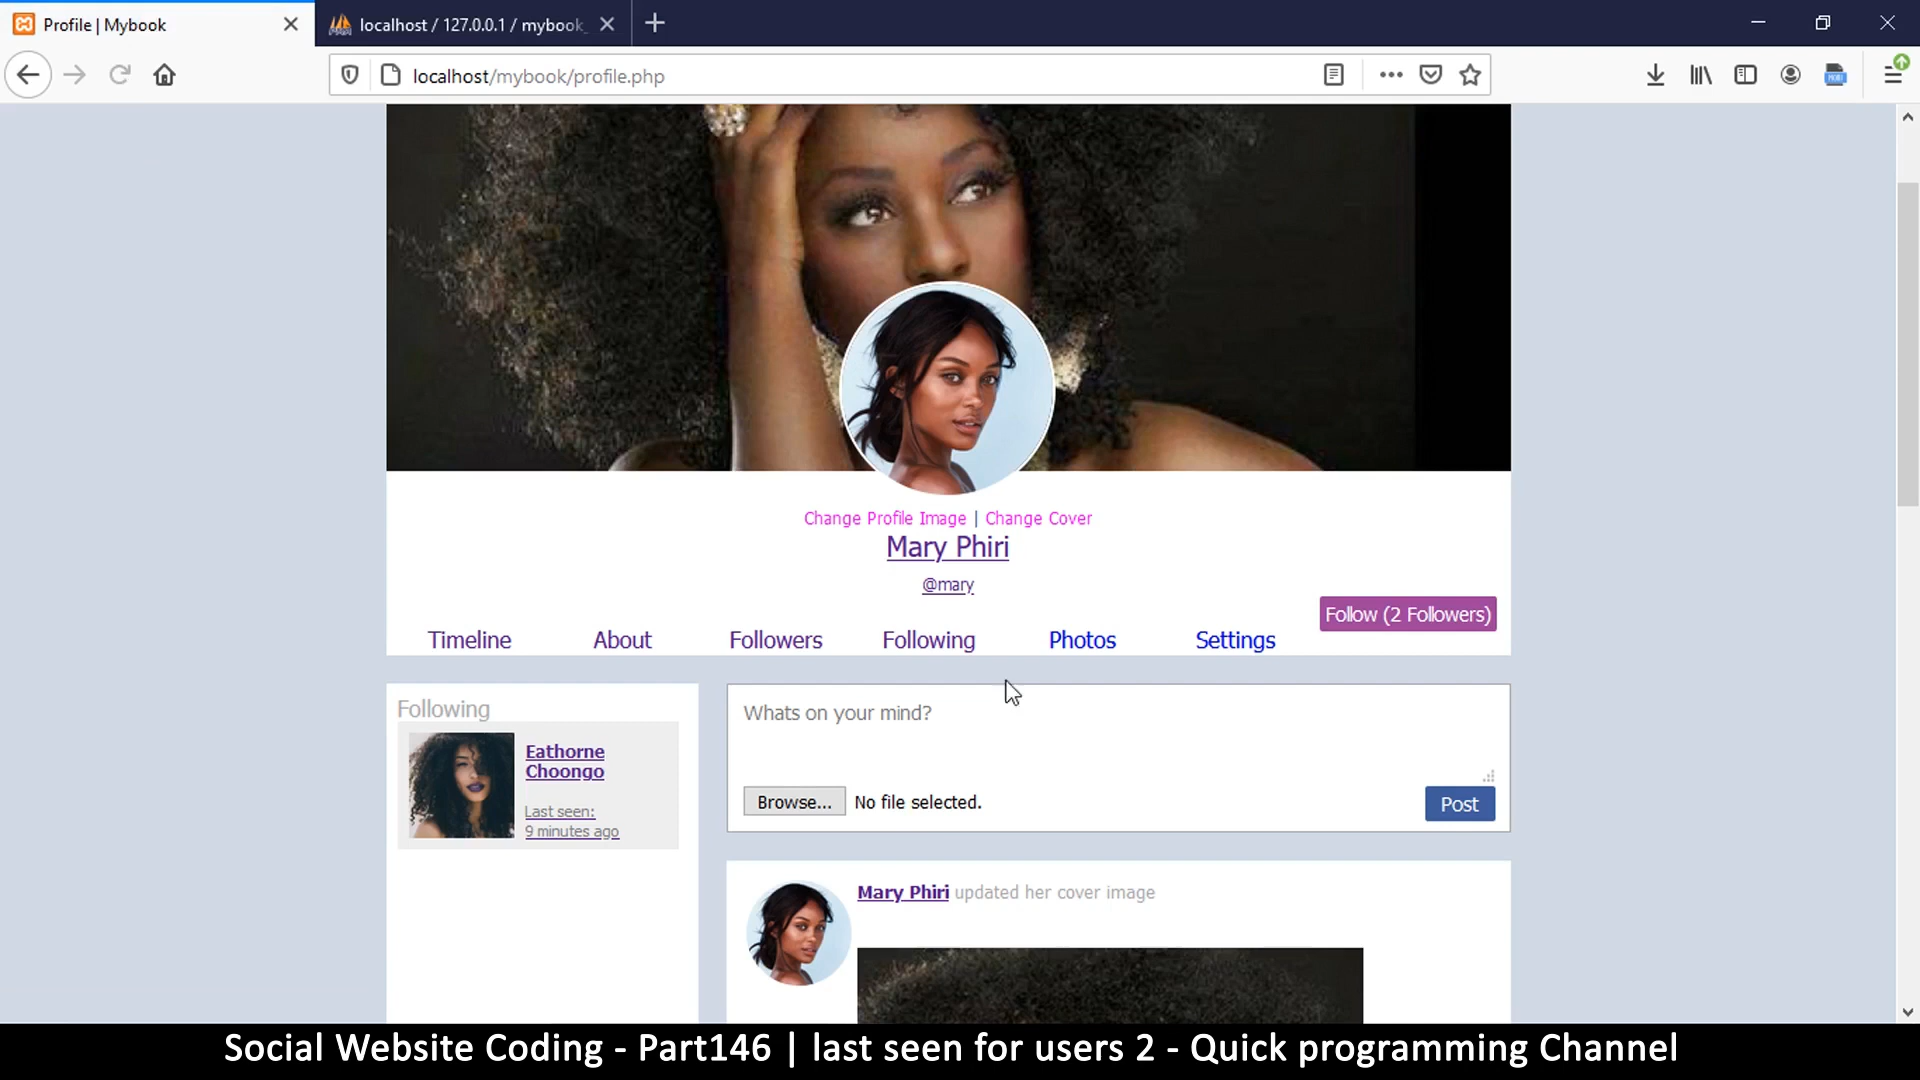 Profile | Mybook
localhost / 127.0.0.1 / mybook_
localhost/mybook/profile.php
Change Profile Image | Change Cover
Mary Phiri
@mary
Follow (2 Followers)
Timeline About Followers Following Photos Settings
Following
Eathorne
Choongo
Last seen:
9 minutes ago
Whats on your mind?
Browse... No file selected.
Post
Mary Phiri updated her cover image
Social Website Coding - Part146 | last seen for users 2 - Quick programming Channel